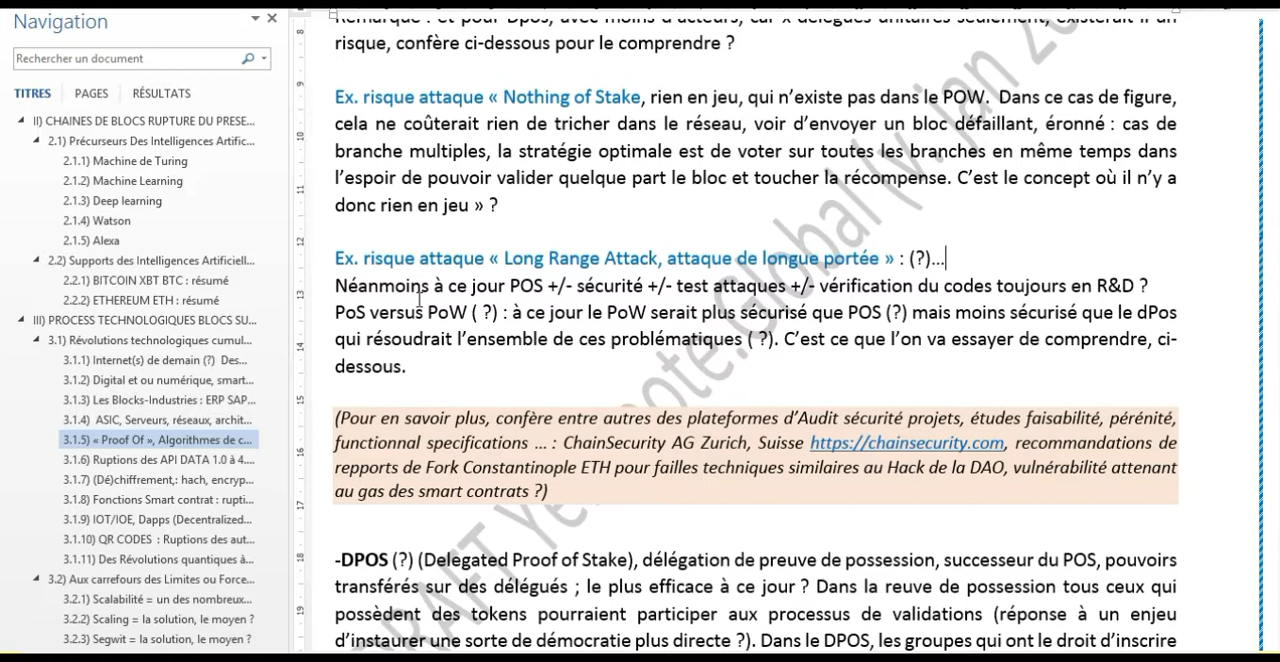 Navigation
Rechercher un document
TITRES PAGES RÉSULTATS
II) CHAINES DE BLOCS RUPTURE DU PRESE...
2.1) Précurseurs Des Intelligences Artific...
2.1.1) Machine de Turing
2.1.2) Machine Learning
2.1.3) Deep learning
2.1.4) Watson
2.1.5) Alexa
2.2) Supports des Intelligences Artificiell...
2.2.1) BITCOIN XBT BTC : résumé
2.2.2) ETHEREUM ETH : résumé
III) PROCESS TECHNOLOGIQUES BLOCS SU...
3.1) Révolutions technologiques cumul...
3.1.1) Internet(s) de demain (?) Des...
3.1.2) Digital et ou numérique, smart...
3.1.3) Les Blocks-Industries : ERP SAP...
3.1.4) ASIC, Serveurs, réseaux, archit...
3.1.5) « Proof Of », Algorithmes de c...
3.1.6) Ruptions des API DATA 1.0 à 4....
3.1.7) (Dé)chiffrement,: hach, encryp...
3.1.8) Fonctions Smart contrat : rupti...
3.1.9) IOT/IOE, Dapps (Decentralized...
3.1.10) QR CODES : Ruptions des aut...
3.1.11) Des Révolutions quantiques à...
3.2) Aux carrefours des Limites ou Force...
3.2.1) Scalabilité = un des nombreux...
3.2.2) Scaling = la solution, le moyen ?
3.2.3) Segwit = la solution, le moyen ?
Remarque : et pour Dpos, avec moins d'acteurs, car x délégués unitaires seulement, existerait il un
risque, confère ci-dessous pour le comprendre ?
Ex. risque attaque « Nothing of Stake, rien en jeu, qui n'existe pas dans le POW. Dans ce cas de figure,
cela ne coûterait rien de tricher dans le réseau, voir d'envoyer un bloc défaillant, éronné : cas de
branche multiples, la stratégie optimale est de voter sur toutes les branches en même temps dans
l'espoir de pouvoir valider quelque part le bloc et toucher la récompense. C'est le concept où il n'y a
donc rien en jeu » ?
Ex. risque attaque « Long Range Attack, attaque de longue portée » : (?)...
Néanmoins à ce jour POS +/- sécurité +/- test attaques +/- vérification du codes toujours en R&D ?
PoS versus PoW ( ?) : à ce jour le PoW serait plus sécurisé que POS (?) mais moins sécurisé que le dPos
qui résoudrait l'ensemble de ces problématiques ( ?). C'est ce que l'on va essayer de comprendre, ci-
dessous.
(Pour en savoir plus, confère entre autres des plateformes d'Audit sécurité projets, études faisabilité, pérénité,
functionnal specifications ... : ChainSecurity AG Zurich, Suisse https://chainsecurity.com, recommandations de
repports de Fork Constantinople ETH pour failles techniques similaires au Hack de la DAO, vulnérabilité attenant
au gas des smart contrats ?)
-DPOS (?) (Delegated Proof of Stake), délégation de preuve de possession, successeur du POS, pouvoirs
transférés sur des délégués ; le plus efficace à ce jour ? Dans la reuve de possession tous ceux qui
possèdent des tokens pourraient participer aux processus de validations (réponse à un enjeu
d'instaurer une sorte de démocratie plus directe ?). Dans le DPOS, les groupes qui ont le droit d'inscrire